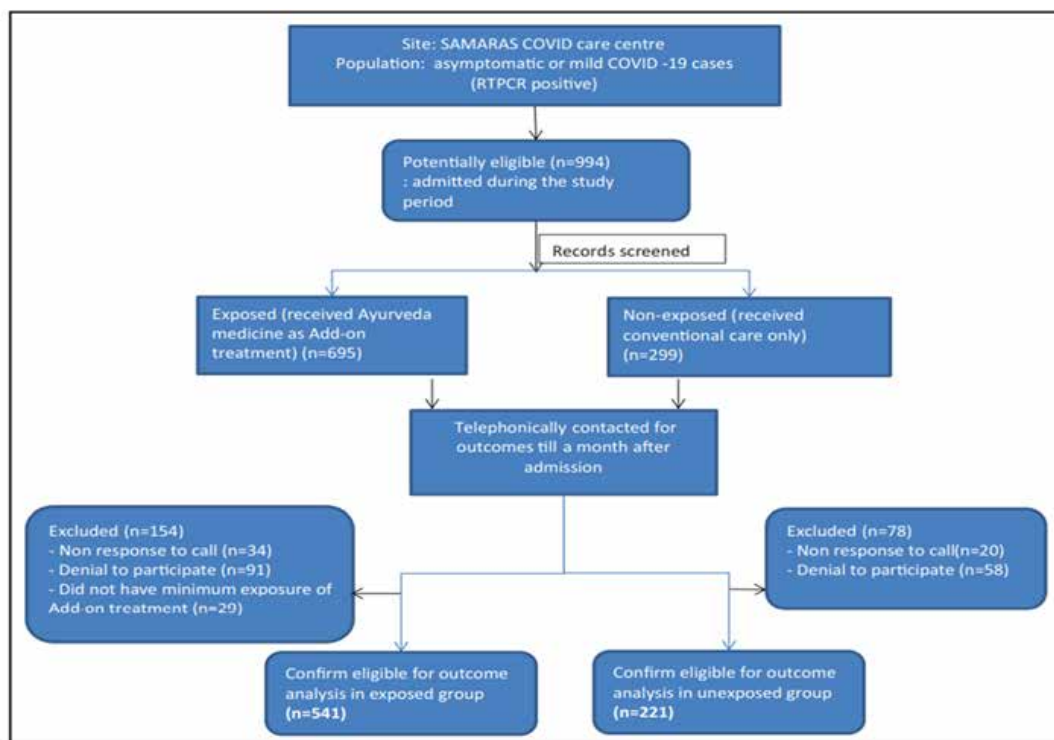 Site: SAMARAS COVID care centre
Population: asymptomatic or mild COVID -19 cases
(RTPCR positive)
Potentially eligible (n=994)
: admitted during the study
period
Records screened
Exposed (received Ayurveda
medicine as Add-on
treatment) (n=695)
Non-exposed (received
conventional care only)
(n=299)
Telephonically contacted for
outcomes till a month after
admission
Excluded (n=154)
- Non response to call (n=34)
- Denial to participate (n=91)
- Did not have minimum exposure of
Add-on treatment (n=29)
Excluded (n=78)
- Non response to call(n=20)
- Denial to participate (n=58)
Confirm eligible for outcome
analysis in exposed group
(n=541)
Confirm eligible for outcome
analysis in unexposed group
(n=221)